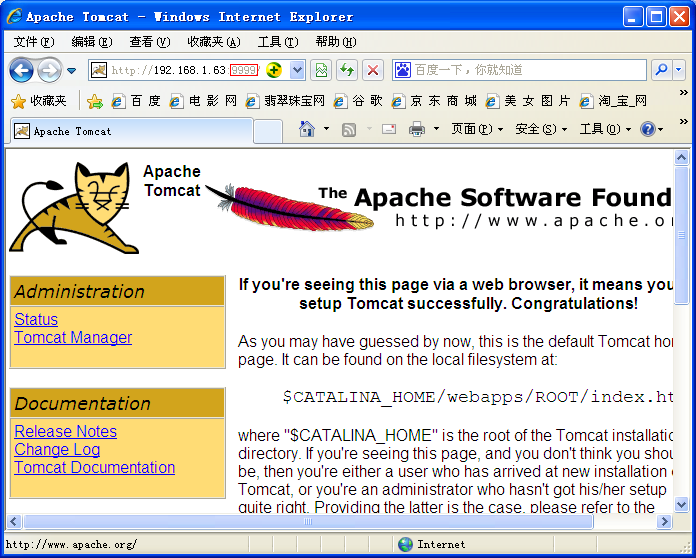 Apache Tomcat - Windows Internet Explorer
文件(F) 编辑(E) 查看(V) 收藏夹(A) 工具(T) 帮助(H)
http://192.168.1.63:9999/ 百度一下，你就知道
收藏夹 百 度 电 影 网 翡翠珠宝网 谷 歌 京 东 商 城 美 女 图 片 淘_宝_网
Apache Tomcat 页面(P) 安全(S) 工具(O)
Apache
Tomcat
The Apache Software Found
http://www.apache.or
Administration
Status
Tomcat Manager
Documentation
Release Notes
Change Log
Tomcat Documentation
If you're seeing this page via a web browser, it means you
setup Tomcat successfully. Congratulations!
As you may have guessed by now, this is the default Tomcat hor
page. It can be found on the local filesystem at:
$CATALINA_HOME/webapps/ROOT/index.ht
where "$CATALINA_HOME" is the root of the Tomcat installatic
directory. If you're seeing this page, and you don't think you shou
be, then you're either a user who has arrived at new installation
Tomcat, or you're an administrator who hasn't got his/her setup
quite right. Providing the latter is the case, please refer to the
http://www.apache.org/ Internet